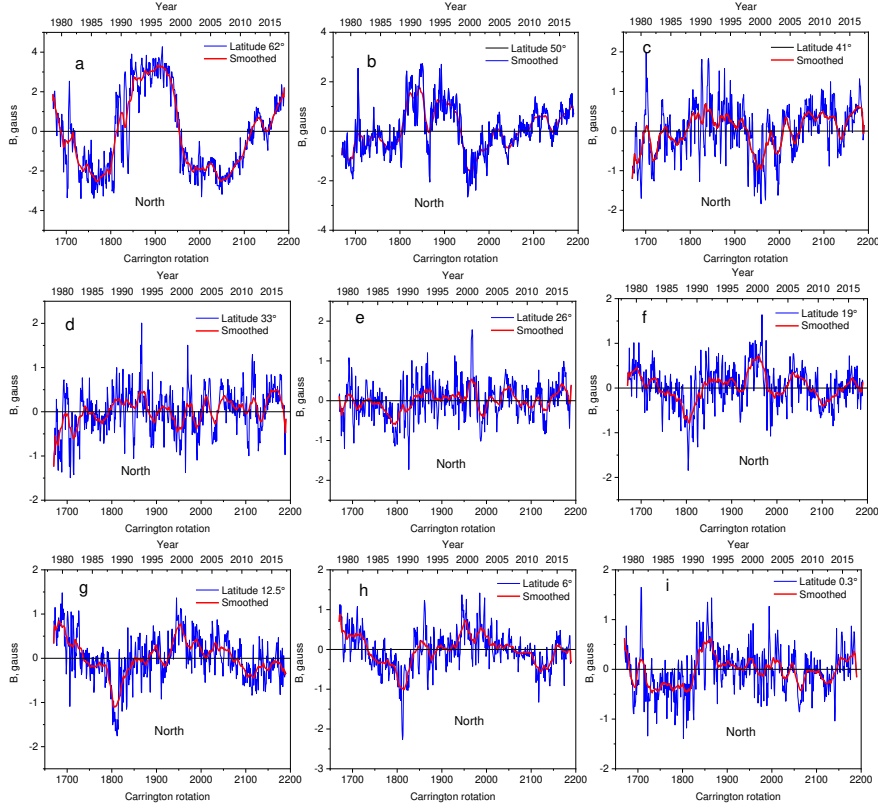 Year
1980 1985 1990 1995 2000 2005 2010 2015
a
Latitude 62°
Smoothed
B, gauss
4
2
0
-2
-4
North
1700 1800 1900 2000 2100 2200
Carrington rotation
Year
1980 1985 1990 1995 2000 2005 2010 2015
b
Latitude 50°
Smoothed
B, gauss
4
2
0
-2
-4
North
1700 1800 1900 2000 2100 2200
Carrington rotation
Year
1980 1985 1990 1995 2000 2005 2010 2015
c
Latitude 41°
Smoothed
B, gauss
2
1
0
-1
-2
North
1700 1800 1900 2000 2100 2200
Carrington rotation
Year
1980 1985 1990 1995 2000 2005 2010 2015
d
Latitude 33°
Smoothed
B, gauss
2
1
0
-1
-2
North
1700 1800 1900 2000 2100 2200
Carrington rotation
Year
1980 1985 1990 1995 2000 2005 2010 2015
e
Latitude 26°
Smoothed
B, gauss
2
1
0
-1
-2
North
1700 1800 1900 2000 2100 2200
Carrington rotation
Year
1980 1985 1990 1995 2000 2005 2010 2015
f
Latitude 19°
Smoothed
B, gauss
2
1
0
-1
-2
North
1700 1800 1900 2000 2100 2200
Carrington rotation
Year
1980 1985 1990 1995 2000 2005 2010 2015
g
Latitude 12.5°
Smoothed
B, gauss
2
1
0
-1
-2
North
1700 1800 1900 2000 2100 2200
Carrington rotation
Year
1980 1985 1990 1995 2000 2005 2010 2015
h
Latitude 6°
Smoothed
B, gauss
2
1
0
-1
-2
-3
North
1700 1800 1900 2000 2100 2200
Carrington rotation
Year
1980 1985 1990 1995 2000 2005 2010 2015
i
Latitude 0.3°
Smoothed
B, gauss
2
1
0
-1
-2
North
1700 1800 1900 2000 2100 2200
Carrington rotation